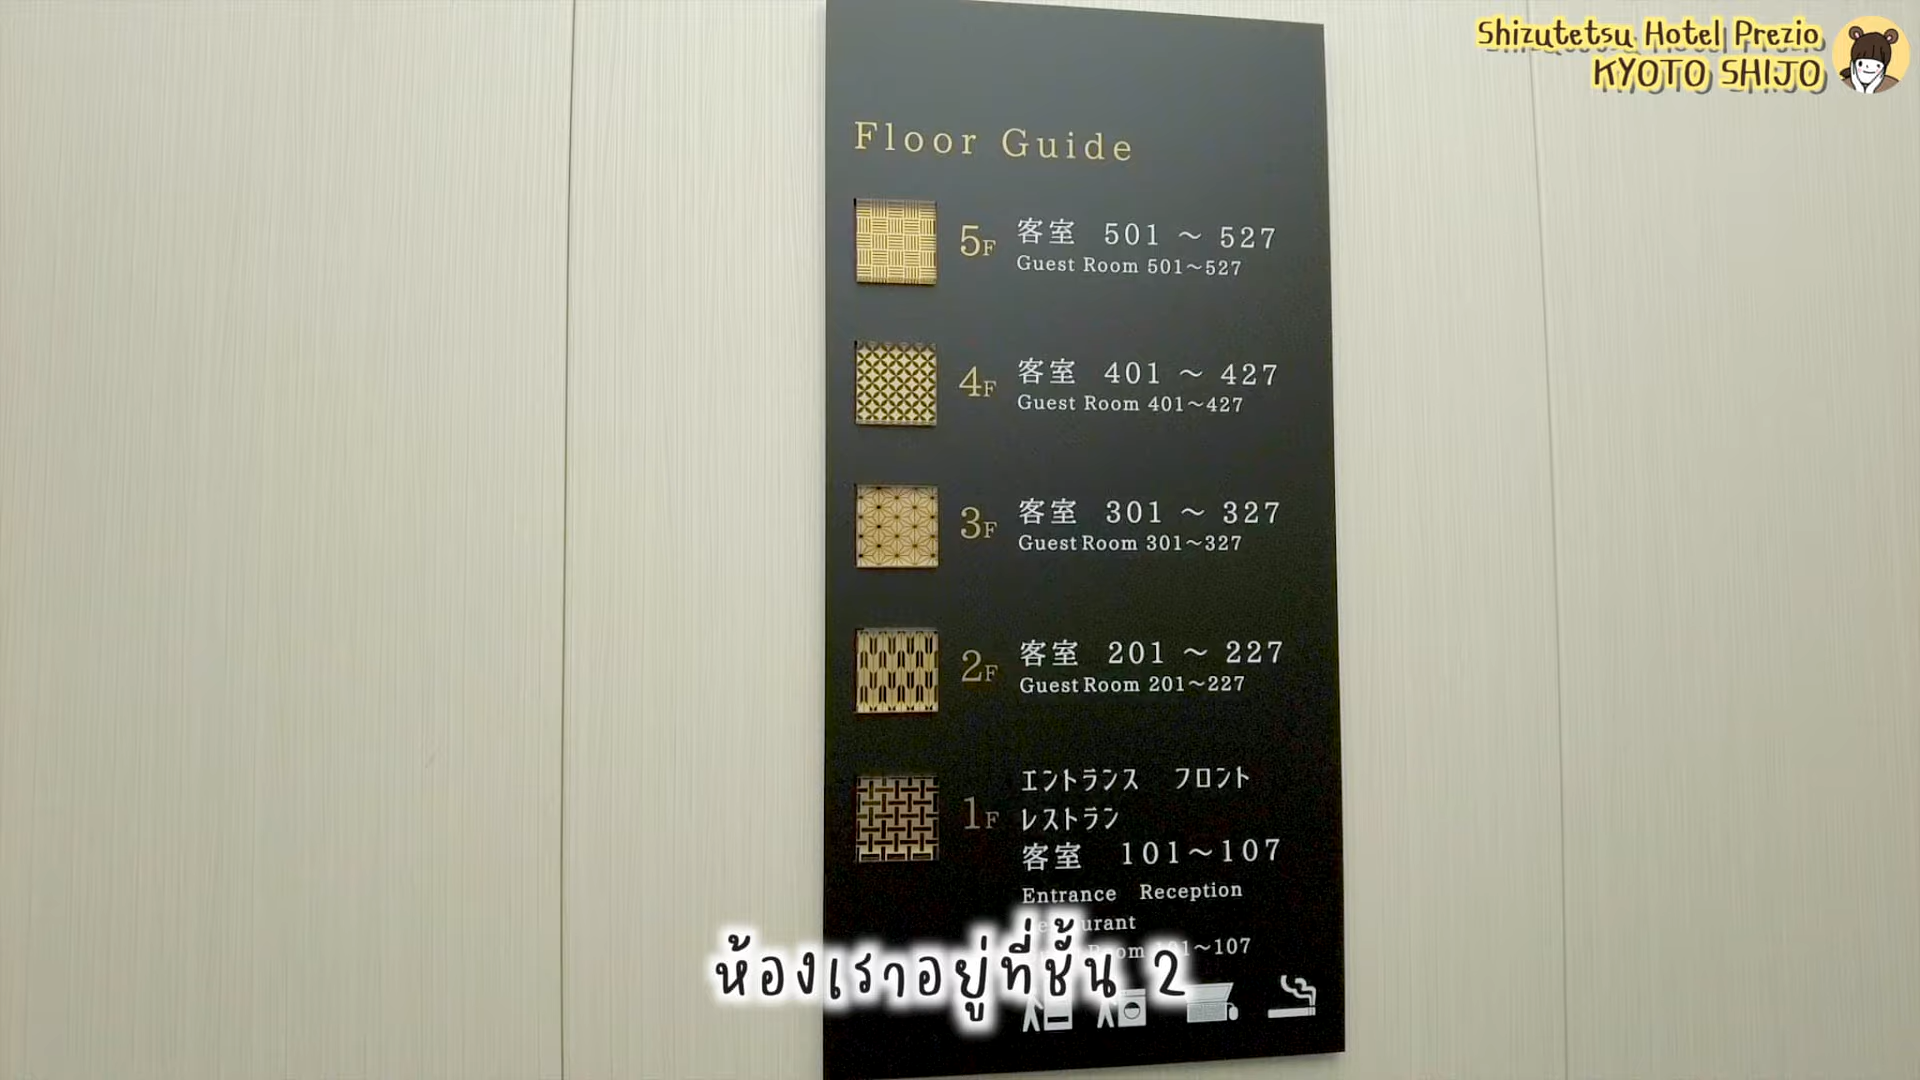 Shizutetsu Hotel Prezio
KYOTO SHIJO
Floor Guide
5F 客室 501 ～ 527
Guest Room 501～527
4F 客室 401 ～ 427
Guest Room 401～427
3F 客室 301 ～ 327
Guest Room 301～327
2F 客室 201 ～ 227
Guest Room 201～227
1F エントランス フロント
レストラン
客室 101～107
Entrance Reception
ห้องเราอยู่ที่ชั้น 2